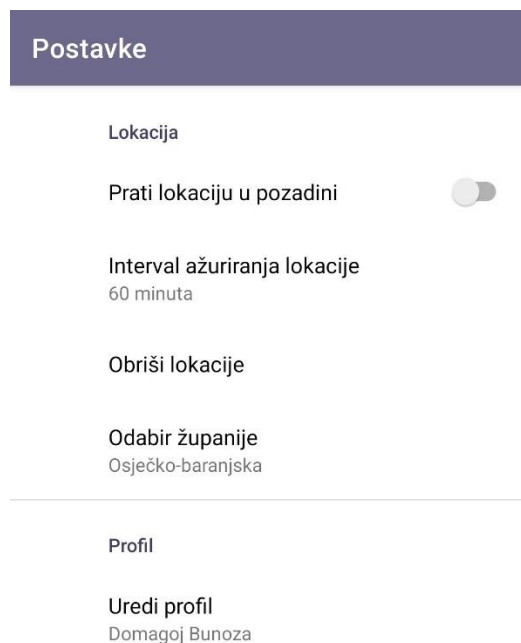 Postavke
Lokacija
Prati lokaciju u pozadini
Interval ažuriranja lokacije
60 minuta
Obriši lokacije
Odabir županije
Osječko-baranjska
Profil
Uredi profil
Domagoj Bunoza